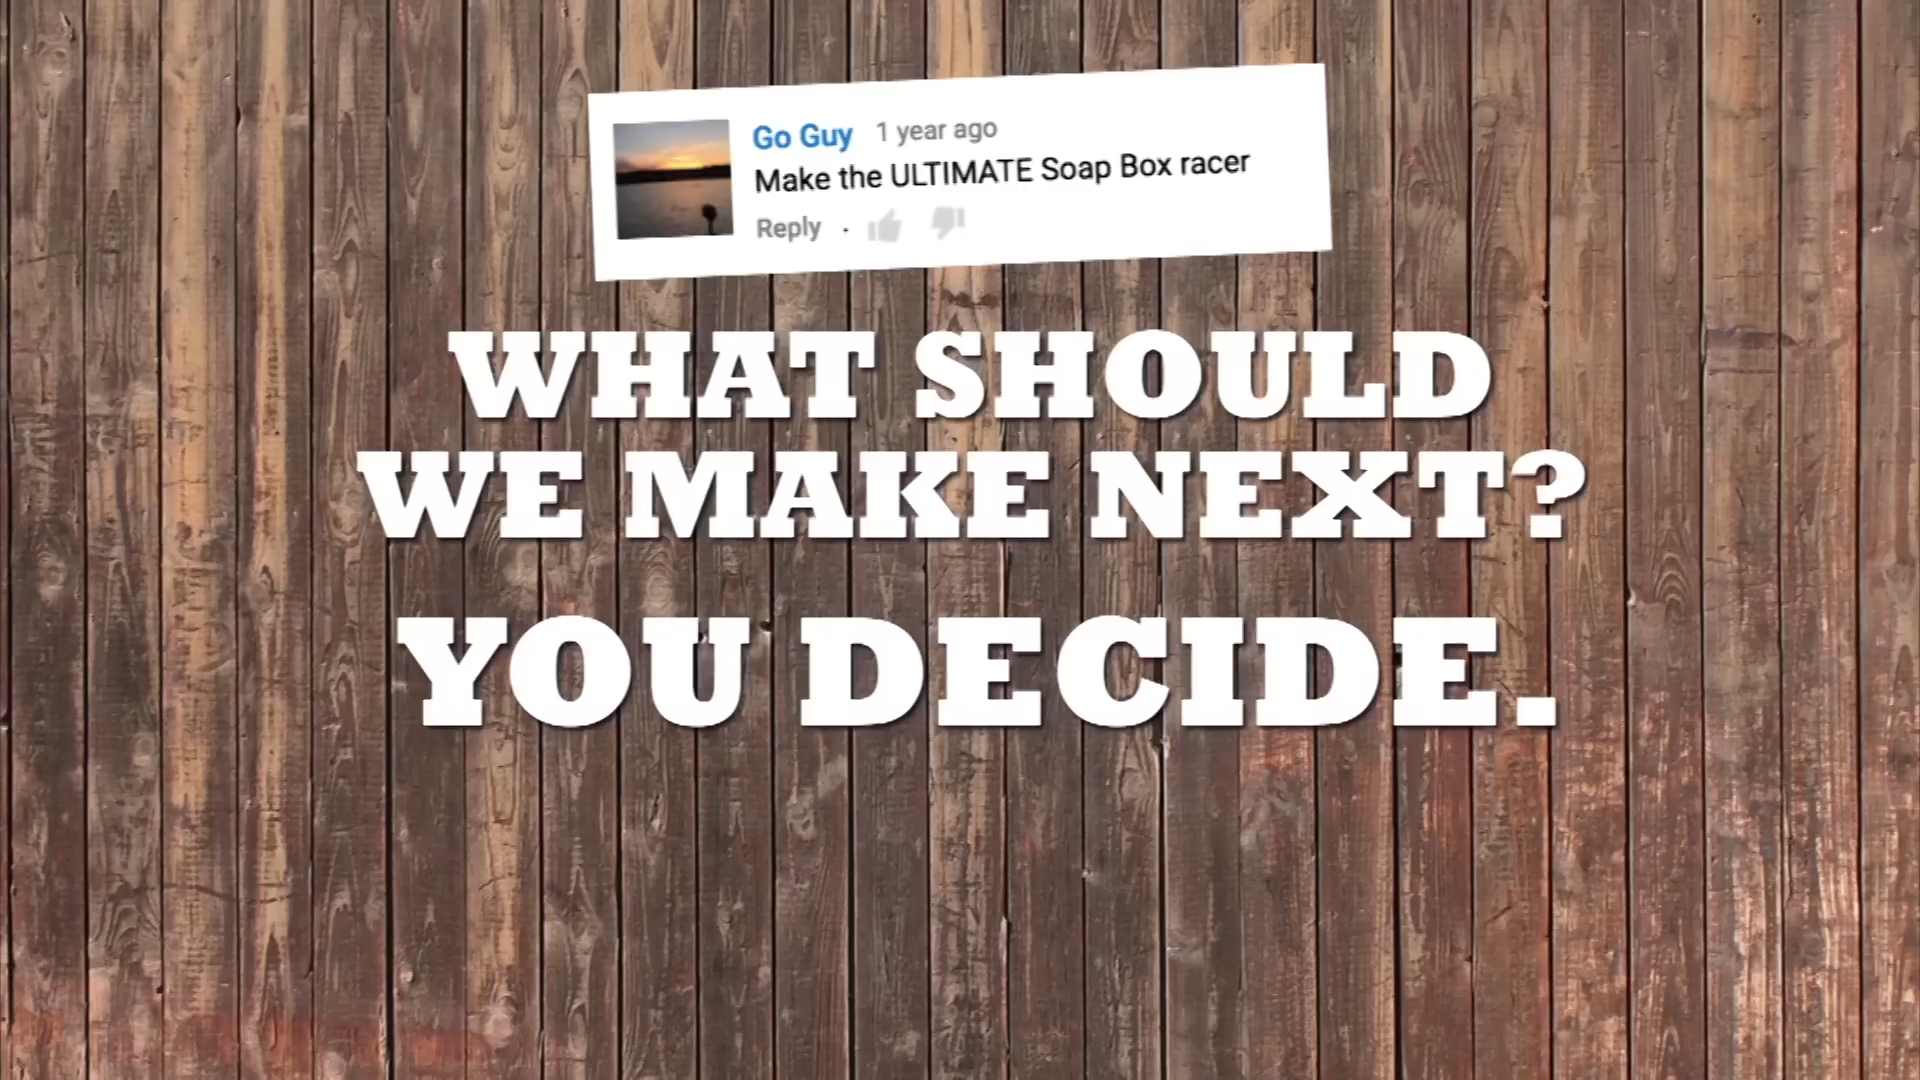 Go Guy 1 year ago
Make the ULTIMATE Soap Box racer
Reply ·
WHAT SHOULD
WE MAKE NEXT?
YOU DECIDE.